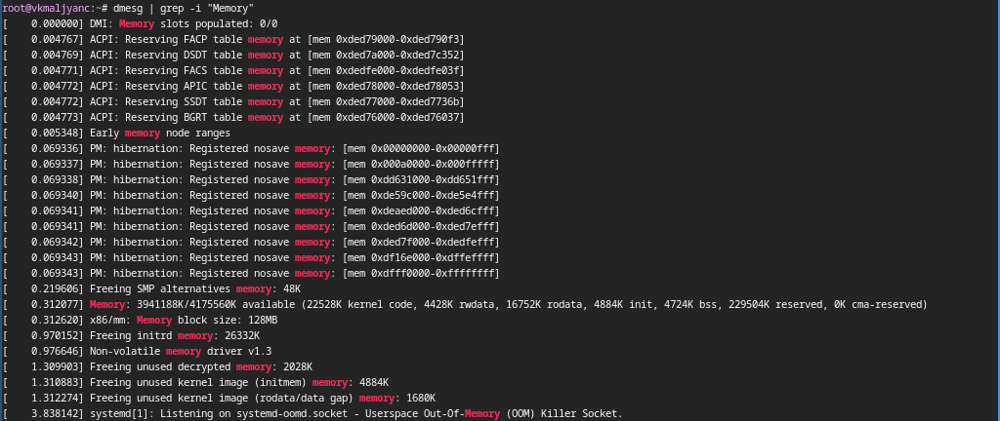 root@vkmaljyanc:~# dmesg | grep -i "Memory"
[    0.000000] DMI: Memory slots populated: 0/0
[    0.004767] ACPI: Reserving FACP table memory at [mem 0xded79000-0xded790f3]
[    0.004769] ACPI: Reserving DSDT table memory at [mem 0xded7a000-0xded7c352]
[    0.004771] ACPI: Reserving FACS table memory at [mem 0xdedfe000-0xdedfe03f]
[    0.004772] ACPI: Reserving APIC table memory at [mem 0xded78000-0xded78053]
[    0.004772] ACPI: Reserving SSDT table memory at [mem 0xded77000-0xded7736b]
[    0.004773] ACPI: Reserving BGRT table memory at [mem 0xded76000-0xded76037]
[    0.005348] Early memory node ranges
[    0.069336] PM: hibernation: Registered nosave memory: [mem 0x00000000-0x00000fff]
[    0.069337] PM: hibernation: Registered nosave memory: [mem 0x000a0000-0x000fffff]
[    0.069338] PM: hibernation: Registered nosave memory: [mem 0xdd631000-0xdd651fff]
[    0.069340] PM: hibernation: Registered nosave memory: [mem 0xde59c000-0xde5e4fff]
[    0.069341] PM: hibernation: Registered nosave memory: [mem 0xdeaed000-0xded6cfff]
[    0.069341] PM: hibernation: Registered nosave memory: [mem 0xded6d000-0xded7efff]
[    0.069342] PM: hibernation: Registered nosave memory: [mem 0xded7f000-0xdedfefff]
[    0.069343] PM: hibernation: Registered nosave memory: [mem 0xdf16e000-0xdffeffff]
[    0.069343] PM: hibernation: Registered nosave memory: [mem 0xdfff0000-0xffffffff]
[    0.219606] Freeing SMP alternatives memory: 48K
[    0.312077] Memory: 3941188K/4175560K available (22528K kernel code, 4428K rwdata, 16752K rodata, 4884K init, 4724K bss, 229504K reserved, 0K cma-reserved)
[    0.312620] x86/mm: Memory block size: 128MB
[    0.970152] Freeing initrd memory: 26332K
[    0.976646] Non-volatile memory driver v1.3
[    1.309903] Freeing unused decrypted memory: 2028K
[    1.310883] Freeing unused kernel image (initmem) memory: 4884K
[    1.312274] Freeing unused kernel image (rodata/data gap) memory: 1680K
[    3.838142] systemd[1]: Listening on systemd-oomd.socket - Userspace Out-Of-Memory (OOM) Killer Socket.